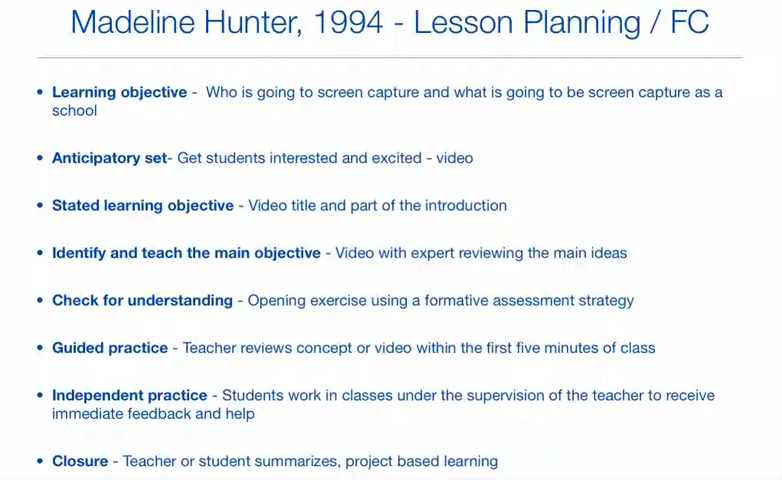 Madeline Hunter, 1994 - Lesson Planning / FC
• Learning objective - Who is going to screen capture and what is going to be screen capture as a
school
• Anticipatory set- Get students interested and excited - video
• Stated learning objective - Video title and part of the introduction
• Identify and teach the main objective - Video with expert reviewing the main ideas
• Check for understanding - Opening exercise using a formative assessment strategy
• Guided practice - Teacher reviews concept or video within the first five minutes of class
• Independent practice - Students work in classes under the supervision of the teacher to receive
immediate feedback and help
• Closure - Teacher or student summarizes, project based learning